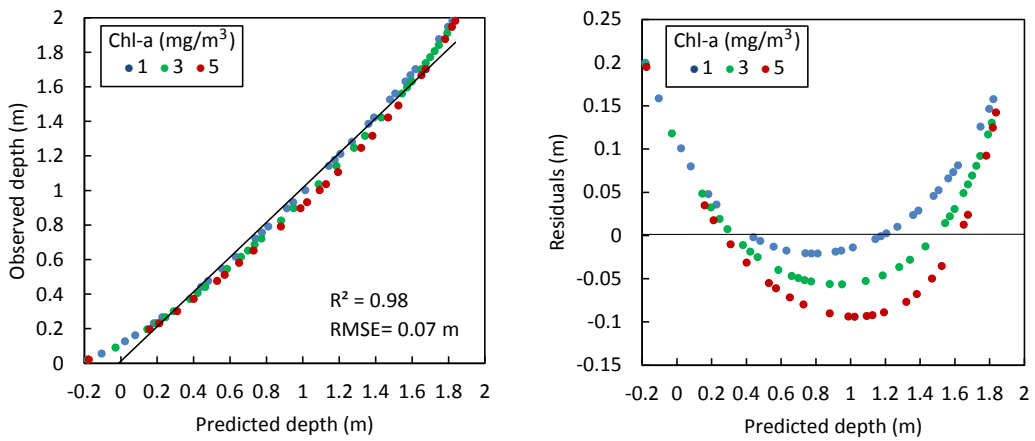 2
1.8
1.6
1.4
1.2
1
0.8
0.6
0.4
0.2
0
Observed depth (m)
Chl-a (mg/m³)
1 3 5
R² = 0.98
RMSE= 0.07 m
-0.2 0 0.2 0.4 0.6 0.8 1 1.2 1.4 1.6 1.8 2
Predicted depth (m)
0.25
0.2
0.15
0.1
0.05
0
-0.05
-0.1
-0.15
Residuals (m)
Chl-a (mg/m³)
1 3 5
-0.2 0 0.2 0.4 0.6 0.8 1 1.2 1.4 1.6 1.8 2
Predicted depth (m)